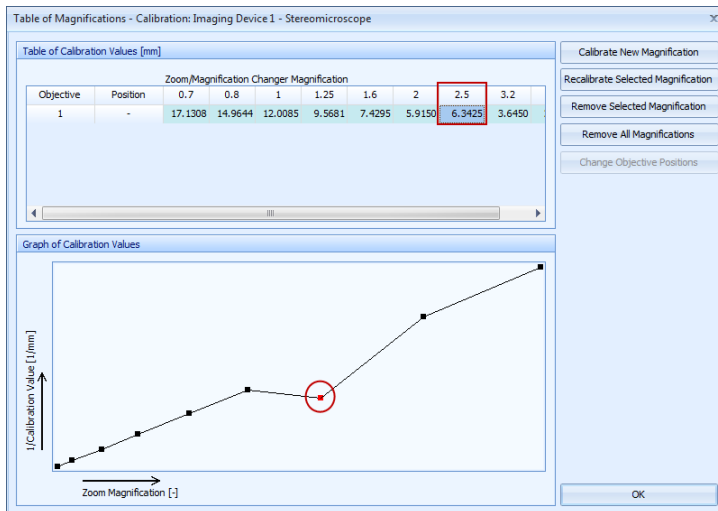 Table of Magnifications - Calibration: Imaging Device 1 - Stereomicroscope
Table of Calibration Values [mm]
Zoom/Magnification Changer Magnification
Objective Position 0.7 0.8 1 1.25 1.6 2 2.5 3.2
1 - 17.1308 14.9644 12.0085 9.5681 7.4295 5.9150 6.3425 3.6450
Calibrate New Magnification
Recalibrate Selected Magnification
Remove Selected Magnification
Remove All Magnifications
Change Objective Positions
Graph of Calibration Values
1/Calibration Value [1/mm]
Zoom Magnification [-]
OK